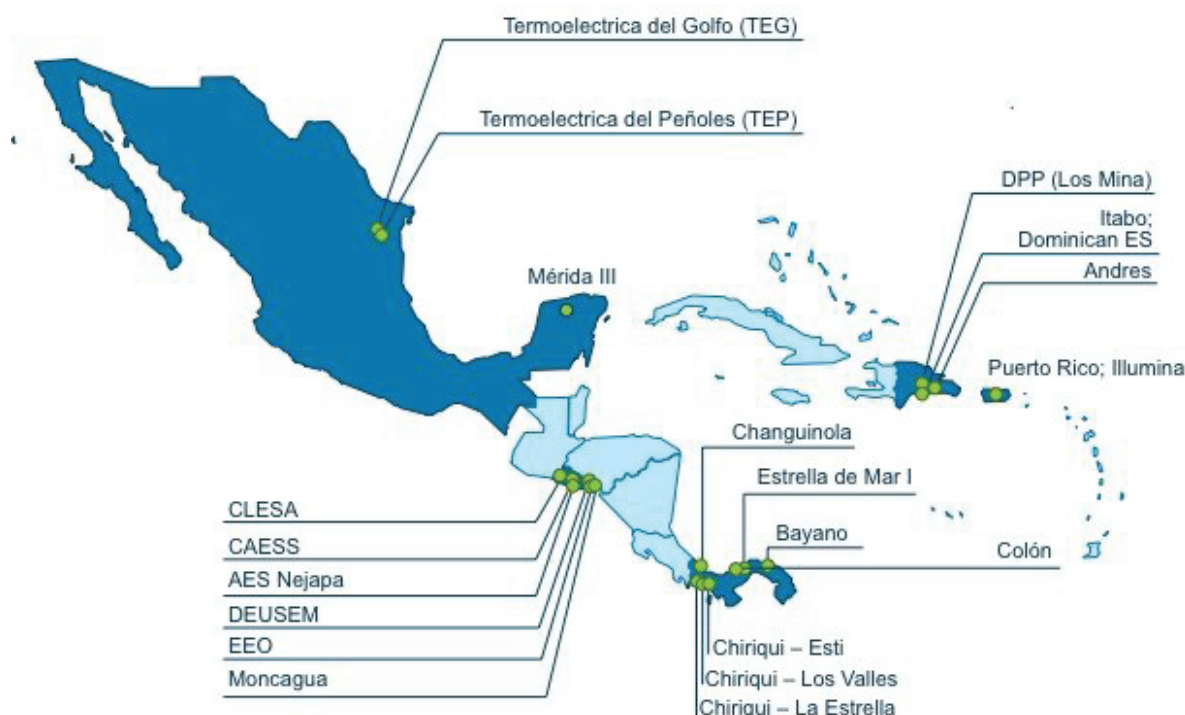 Termoelectrica del Golfo (TEG)
Termoelectrica del Peñoles (TEP)
DPP (Los Mina)
Itabo;
Dominican ES
Andres
Mérida III
Puerto Rico; Illumina
Changuinola
Estrella de Mar I
Bayano
Colón
CLESA
CAESS
AES Nejapa
DEUSEM
EEO
Moncagua
Chiriqui – Esti
Chiriqui – Los Valles
Chiriqui – La Estrella